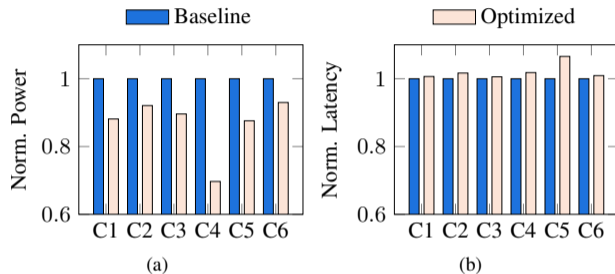 Baseline
Optimized
Norm. Power
1
0.8
0.6
C1 C2 C3 C4 C5 C6
(a)
Norm. Latency
1
0.8
0.6
C1 C2 C3 C4 C5 C6
(b)